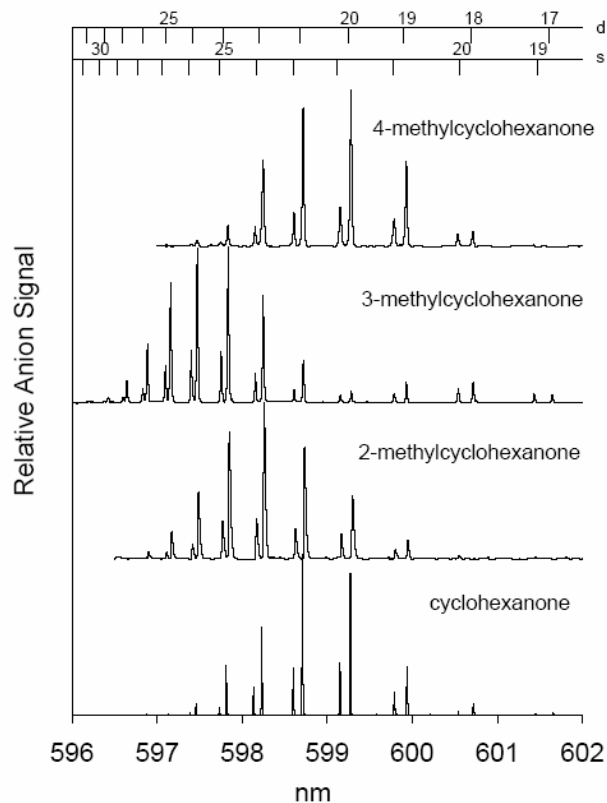 25 20 19 18 17 d
30 25 20 19 s
4-methylcyclohexanone
3-methylcyclohexanone
2-methylcyclohexanone
cyclohexanone
Relative Anion Signal
596 597 598 599 600 601 602
nm